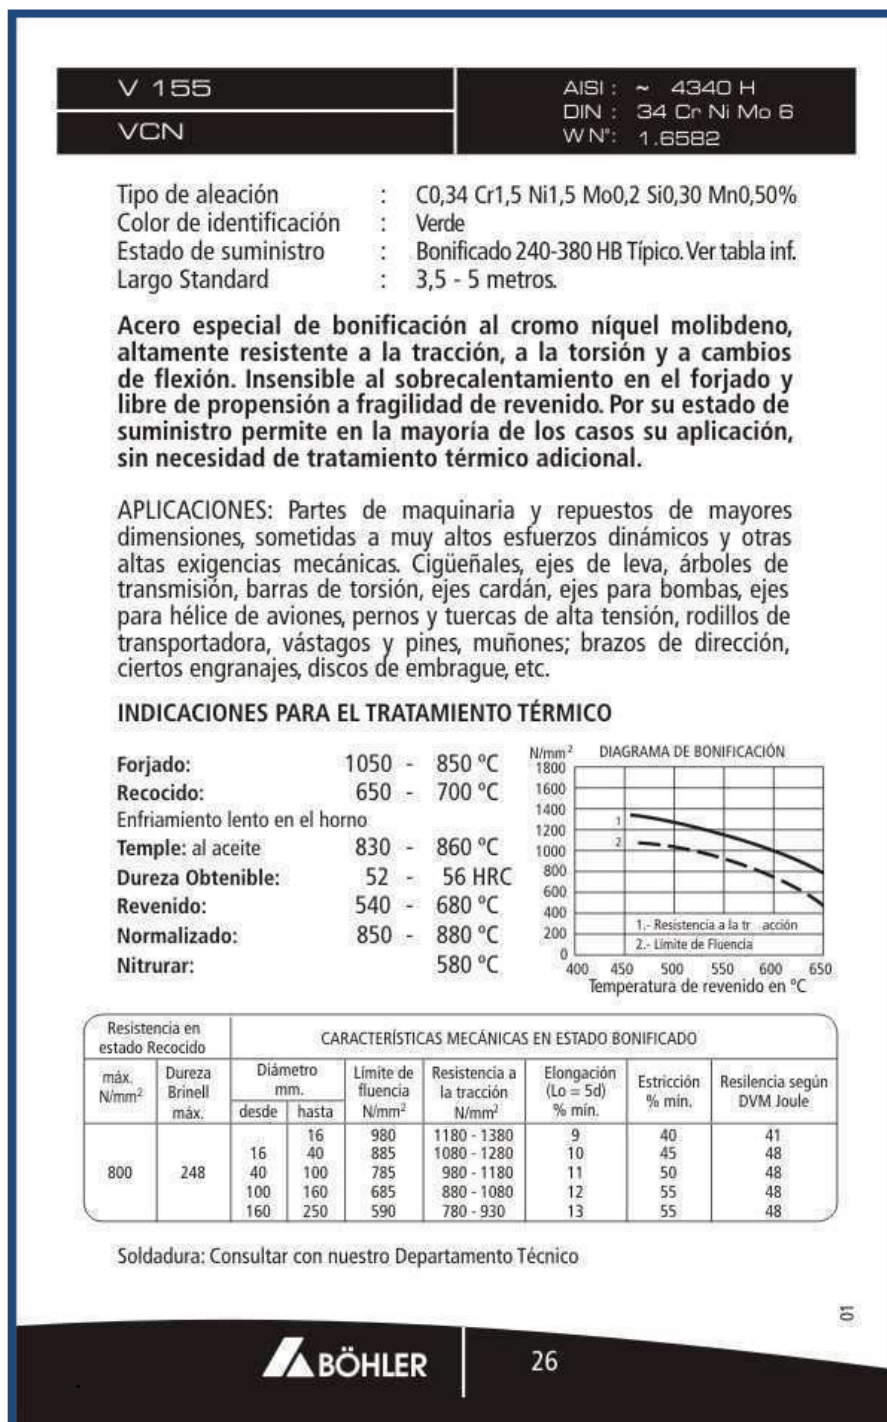 V 155
VCN
AISI : ~ 4340 H
DIN : 34 Cr Ni Mo 6
W N°: 1.6582
Tipo de aleación : C0,34 Cr1,5 Ni1,5 Mo0,2 Si0,30 Mn0,50%
Color de identificación : Verde
Estado de suministro : Bonificado 240-380 HB Típico. Ver tabla inf.
Largo Standard : 3,5 - 5 metros.
Acero especial de bonificación al cromo níquel molibdeno,
altamente resistente a la tracción, a la torsión y a cambios
de flexión. Insensible al sobrecalentamiento en el forjado y
libre de propensión a fragilidad de revenido. Por su estado de
suministro permite en la mayoría de los casos su aplicación,
sin necesidad de tratamiento térmico adicional.
APLICACIONES: Partes de maquinaria y repuestos de mayores
dimensiones, sometidas a muy altos esfuerzos dinámicos y otras
altas exigencias mecánicas. Cigüeñales, ejes de leva, árboles de
transmisión, barras de torsión, ejes cardán, ejes para bombas, ejes
para hélice de aviones, pernos y tuercas de alta tensión, rodillos de
transportadora, vástagos y pines, muñones; brazos de dirección,
ciertos engranajes, discos de embrague, etc.
INDICACIONES PARA EL TRATAMIENTO TÉRMICO
Forjado: 1050 - 850 ºC
Recocido: 650 - 700 ºC
Enfriamiento lento en el horno
Temple: al aceite 830 - 860 ºC
Dureza Obtenible: 52 - 56 HRC
Revenido: 540 - 680 ºC
Normalizado: 850 - 880 ºC
Nitrurar: 580 ºC
N/mm² DIAGRAMA DE BONIFICACIÓN
1800
1600
1400
1200
1000
800
600
400
200
0
1
2
1.- Resistencia a la tr acción
2.- Límite de Fluencia
400 450 500 550 600 650
Temperatura de revenido en ºC
Resistencia en
estado Recocido
CARACTERÍSTICAS MECÁNICAS EN ESTADO BONIFICADO
máx.
N/mm²
Dureza
Brinell
máx.
Diámetro
mm.
desde hasta
Límite de
fluencia
N/mm²
Resistencia a
la tracción
N/mm²
Elongación
(Lo = 5d)
% mín.
Estricción
% mín.
Resilencia según
DVM Joule
800 248
16 980 1180 - 1380 9 40 41
16 40 885 1080 - 1280 10 45 48
40 100 785 980 - 1180 11 50 48
100 160 685 880 - 1080 12 55 48
160 250 590 780 - 930 13 55 48
Soldadura: Consultar con nuestro Departamento Técnico
01
BÖHLER
26